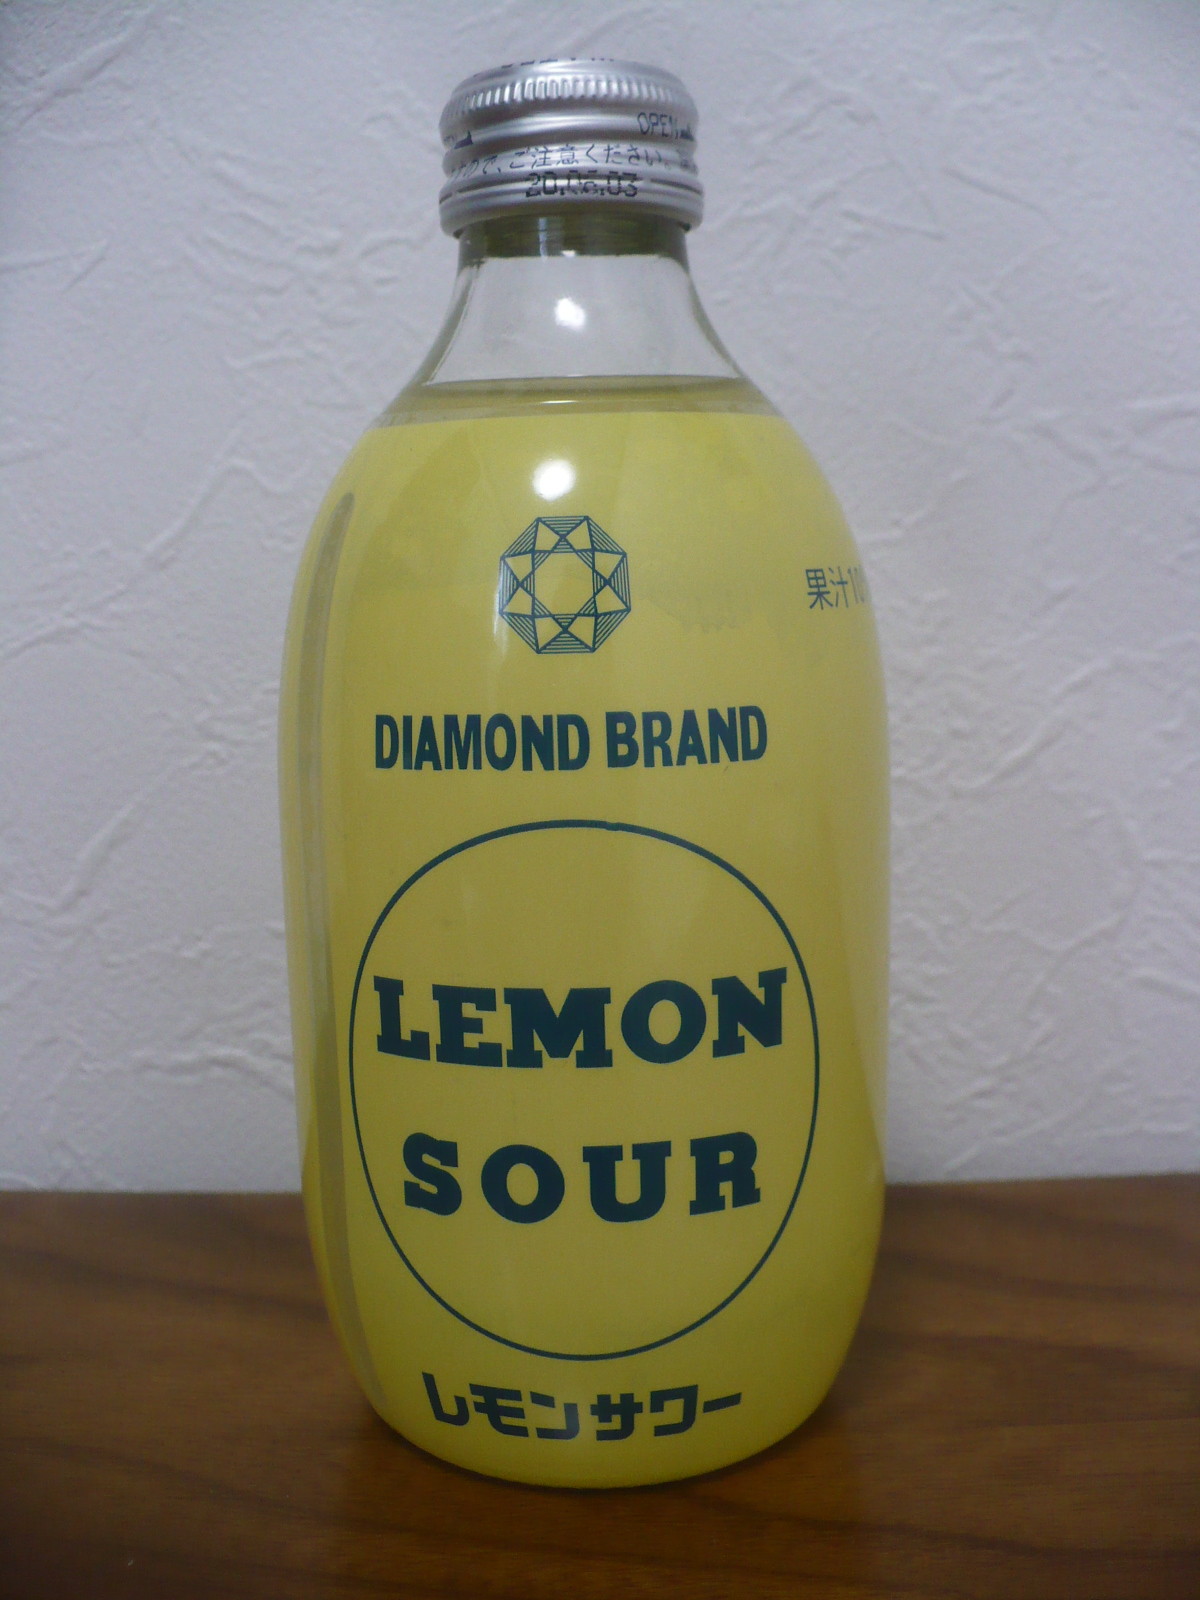 OPEN
ので、ご注意ください。
20.06.03
果汁10
DIAMOND BRAND
LEMON
SOUR
レモンサワー